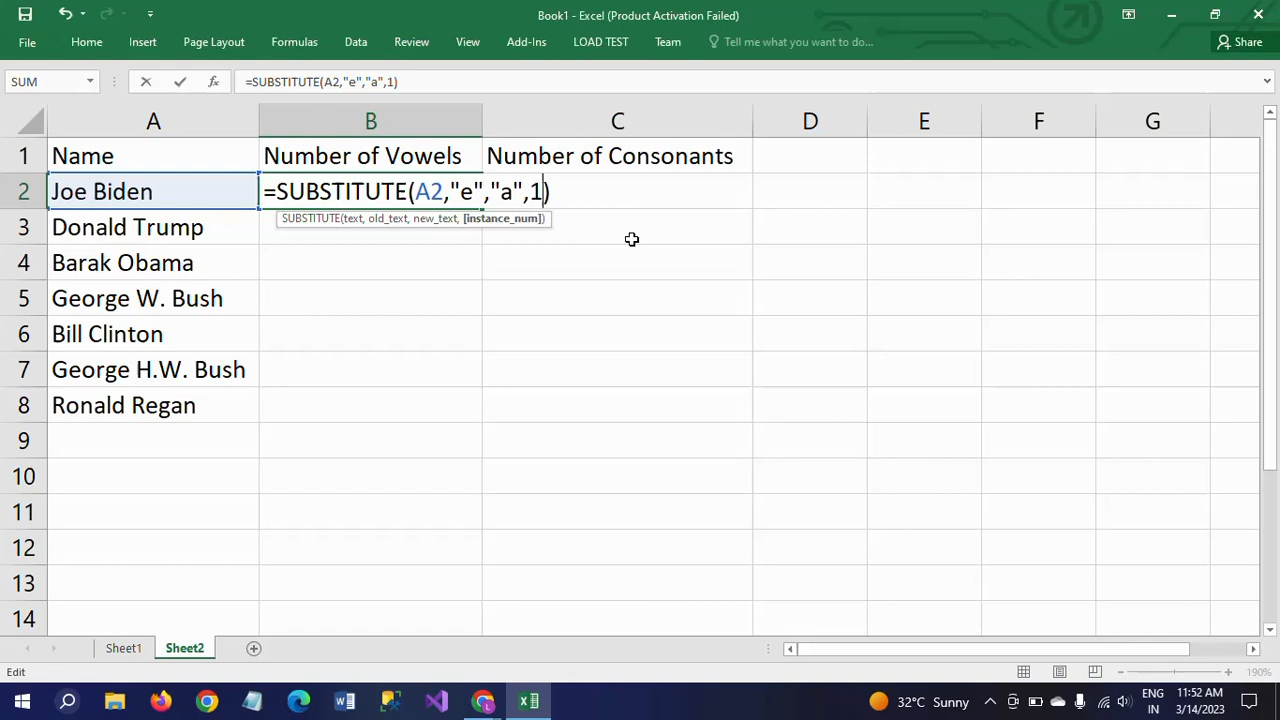 Book1 - Excel (Product Activation Failed)
File Home Insert Page Layout Formulas Data Review View Add-Ins LOAD TEST Team Tell me what you want to do... Share
SUM =SUBSTITUTE(A2,"e","a",1)
A B C D E F G
1 Name Number of Vowels Number of Consonants
2 Joe Biden =SUBSTITUTE(A2,"e","a",1)
SUBSTITUTE(text, old_text, new_text, [instance_num])
3 Donald Trump
4 Barak Obama
5 George W. Bush
6 Bill Clinton
7 George H.W. Bush
8 Ronald Regan
9
10
11
12
13
14
Sheet1 Sheet2
Edit 190%
32°C Sunny ENG 11:52 AM
IN 3/14/2023